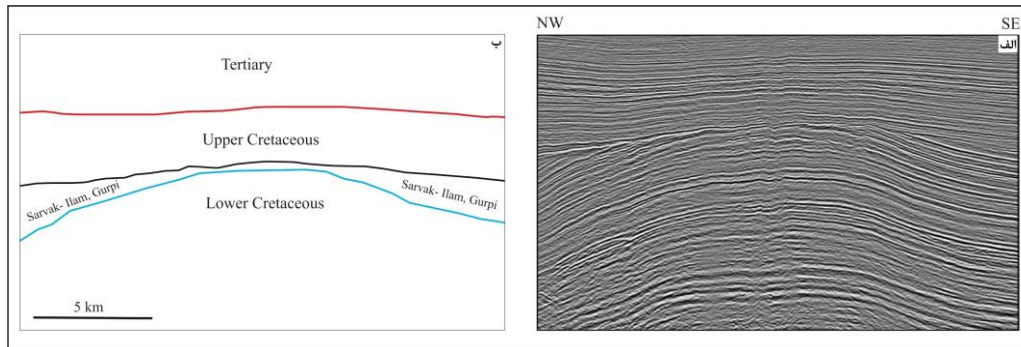 NW
SE
الف
ب
Tertiary
Upper Cretaceous
Sarvak- Ilam, Gurpi
Sarvak- Ilam, Gurpi
Lower Cretaceous
5 km